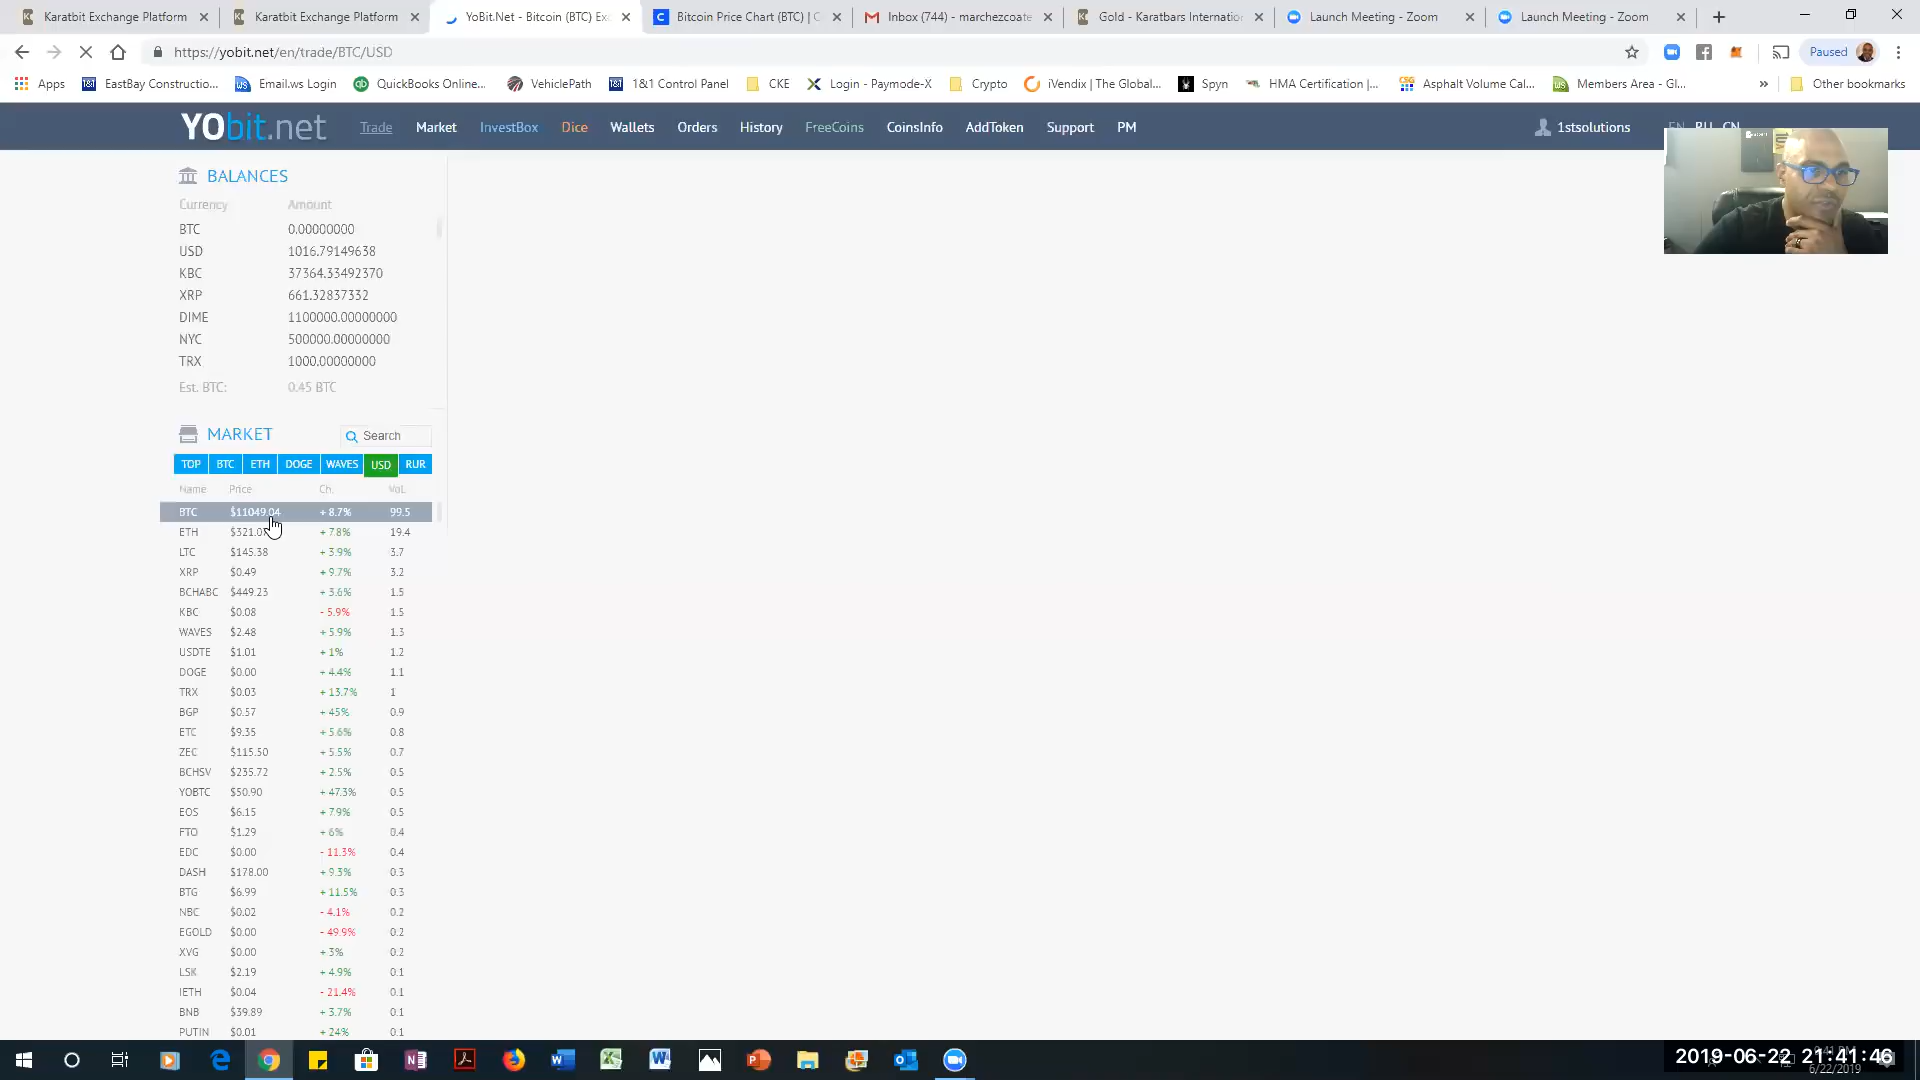 Karatbit Exchange Platform
Karatbit Exchange Platform
YoBit.Net - Bitcoin (BTC) Ex
Bitcoin Price Chart (BTC) | C
Inbox (744) - marchezcoate
Gold - Karatbars Internatio
Launch Meeting - Zoom
Launch Meeting - Zoom
https://yobit.net/en/trade/BTC/USD
Paused
Apps
EastBay Construction...
Email.ws Login
QuickBooks Online...
VehiclePath
1&1 Control Panel
CKE
Login - Paymode-X
Crypto
iVendix | The Global...
Spyn
HMA Certification |...
Asphalt Volume Cal...
Members Area - Gl...
»
Other bookmarks
YObit.net
Trade
Market
InvestBox
Dice
Wallets
Orders
History
FreeCoins
CoinsInfo
AddToken
Support
PM
1stsolutions
EN RU CN
BALANCES
Currency Amount
BTC 0.00000000
USD 1016.79149638
KBC 37364.33492370
XRP 661.32837332
DIME 1100000.00000000
NYC 500000.00000000
TRX 1000.00000000
Est. BTC: 0.45 BTC
MARKET
Search
TOP BTC ETH DOGE WAVES USD RUR
Name Price Ch. Vol.
BTC $11049.04 + 8.7% 99.5
ETH $321.0 + 7.8% 19.4
LTC $145.38 + 3.9% 3.7
XRP $0.49 + 9.7% 3.2
BCHABC $449.23 + 3.6% 1.5
KBC $0.08 - 5.9% 1.5
WAVES $2.48 + 5.9% 1.3
USDTE $1.01 + 1% 1.2
DOGE $0.00 + 4.4% 1.1
TRX $0.03 + 13.7% 1
BGP $0.57 + 45% 0.9
ETC $9.35 + 5.6% 0.8
ZEC $115.50 + 5.5% 0.7
BCHSV $235.72 + 2.5% 0.5
YOBTC $50.90 + 47.3% 0.5
EOS $6.15 + 7.9% 0.5
FTO $1.29 + 6% 0.4
EDC $0.00 - 11.3% 0.4
DASH $178.00 + 9.3% 0.3
BTG $6.99 + 11.5% 0.3
NBC $0.02 - 4.1% 0.2
EGOLD $0.00 - 49.9% 0.2
XVG $0.00 + 3% 0.2
LSK $2.19 + 4.9% 0.1
IETH $0.04 - 21.4% 0.1
BNB $39.89 + 3.7% 0.1
PUTIN $0.01 + 24% 0.1
2019-06-22 21:41:46
6/22/2019